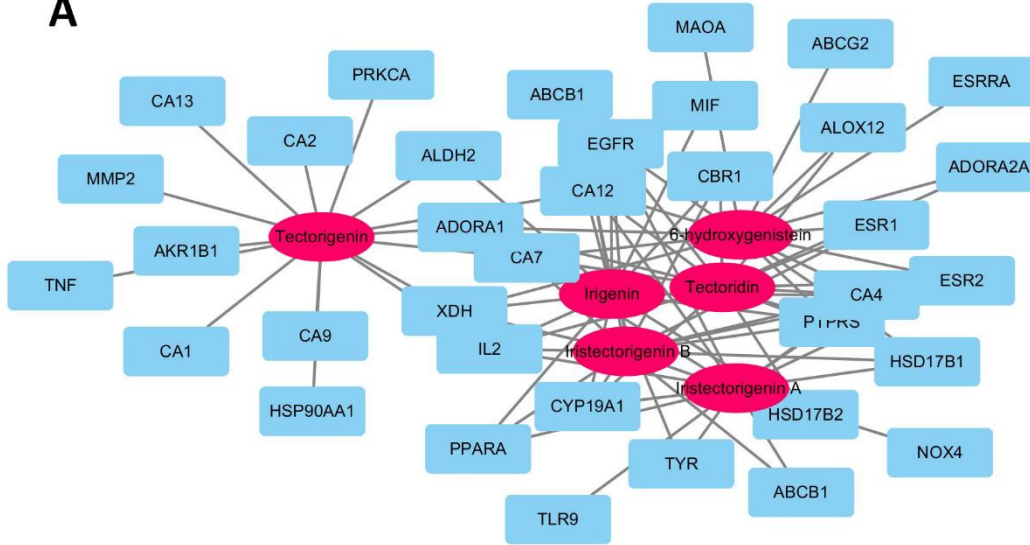 A
MAOA
ABCG2
PRKCA
ESRRA
CA13
ABCB1
MIF
CA2
ALOX12
EGFR
ALDH2
ADORA2A
MMP2
CBR1
CA12
ADORA1
ESR1
Tectorigenin
6-hydroxygenistein
AKR1B1
CA7
TNF
ESR2
Tectoridin
Irigenin
CA4
XDH
PTPRS
CA9
IL2
CA1
Iristectorigenin B
HSD17B1
Iristectorigenin A
CYP19A1
HSD17B2
HSP90AA1
PPARA
NOX4
TYR
ABCB1
TLR9